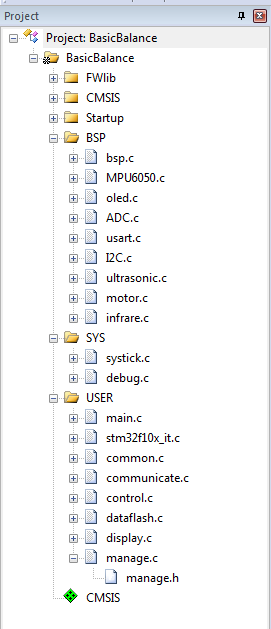 Project
Project: BasicBalance
BasicBalance
FWlib
CMSIS
Startup
BSP
bsp.c
MPU6050.c
oled.c
ADC.c
usart.c
I2C.c
ultrasonic.c
motor.c
infrare.c
SYS
systick.c
debug.c
USER
main.c
stm32f10x_it.c
common.c
communicate.c
control.c
dataflash.c
display.c
manage.c
manage.h
CMSIS